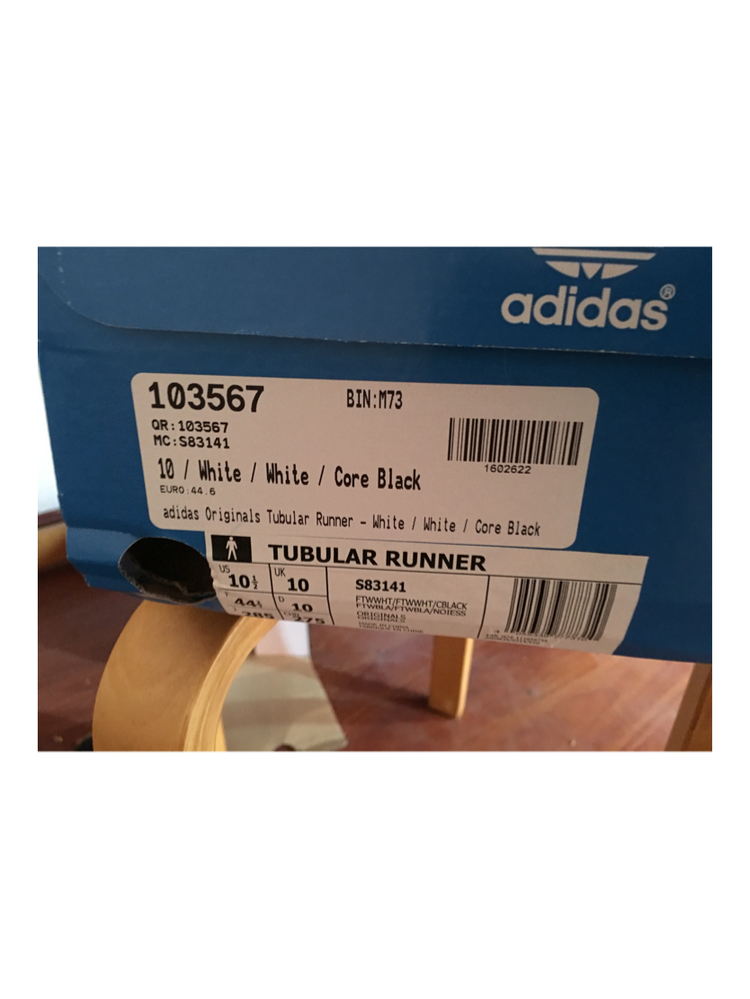 adidas®
103567 BIN:M73
QR:103567
MC:S83141
1602622
10 / White / White / Core Black
EURO:44.6
adidas Originals Tubular Runner - White / White / Core Black
TUBULAR RUNNER
US 10½ UK 10 S83141
F 44⅔ D 10 FTWWHT/FTWWHT/CBLACK
FTWBLA/FTWBLA/NOIESS
285 275 ORIGINALS